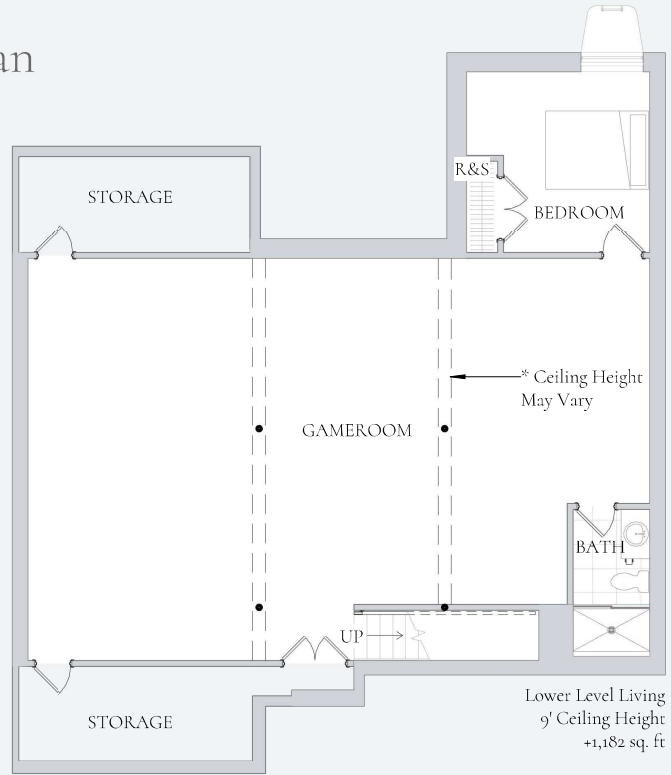 an
STORAGE
R&S
BEDROOM
* Ceiling Height
May Vary
GAMEROOM
BATH
UP
STORAGE
Lower Level Living
9' Ceiling Height
+1,182 sq. ft